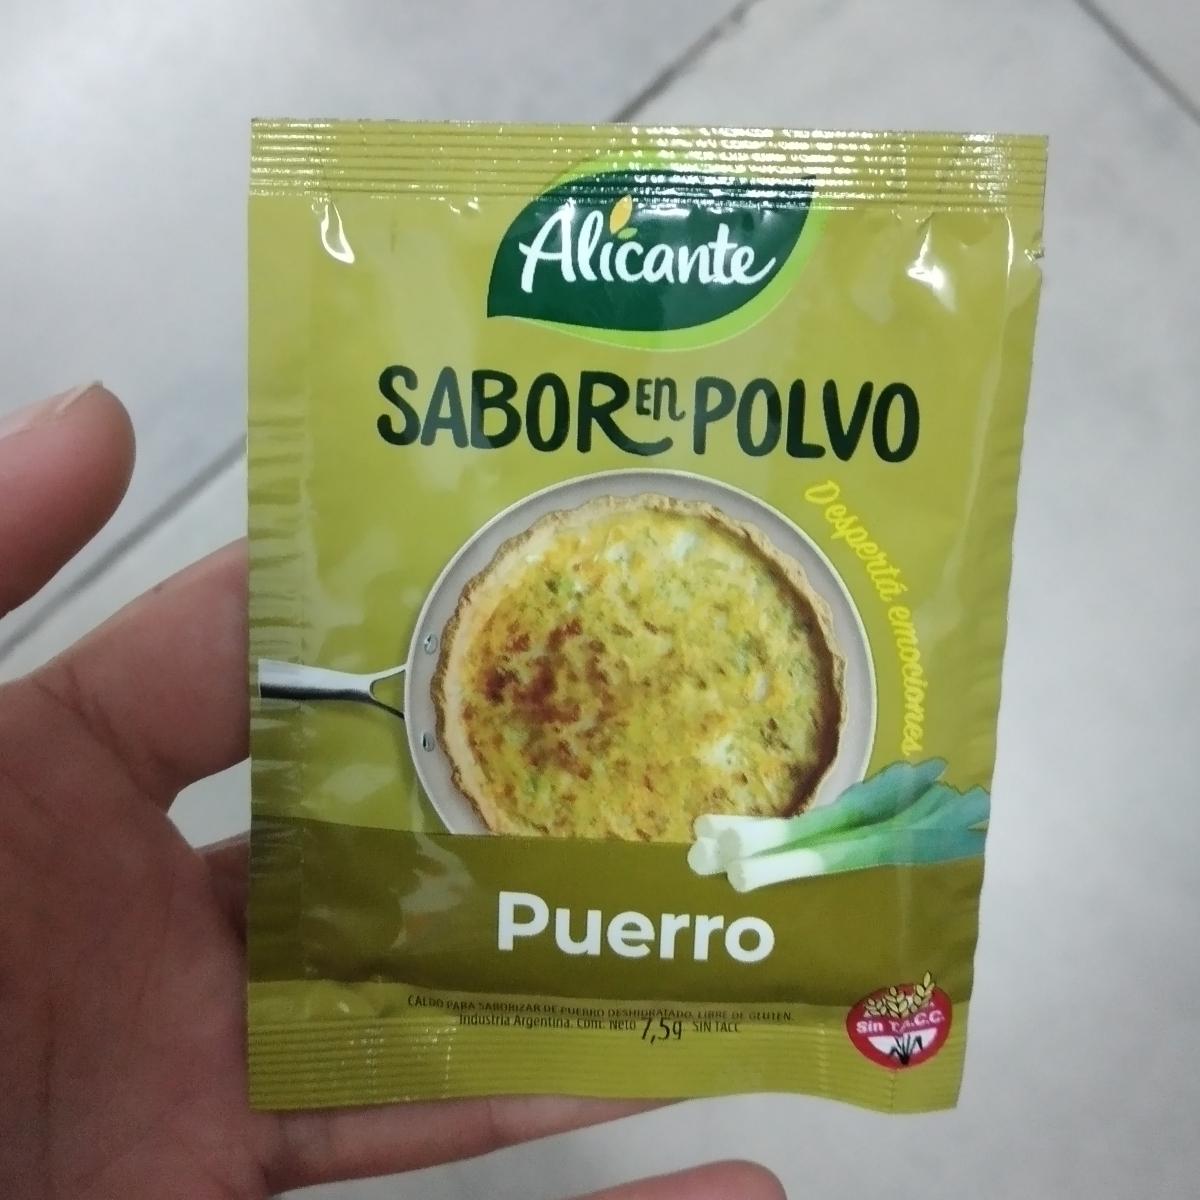 Alicante
SABOR en POLVO
Despertá emociones
Puerro
CALDO PARA SABORIZAR DE PUERRO DESHIDRATADO. LIBRE DE GLUTEN.
Industria Argentina. Cont. Neto 7,5g SIN TACC
Sin T.A.C.C.